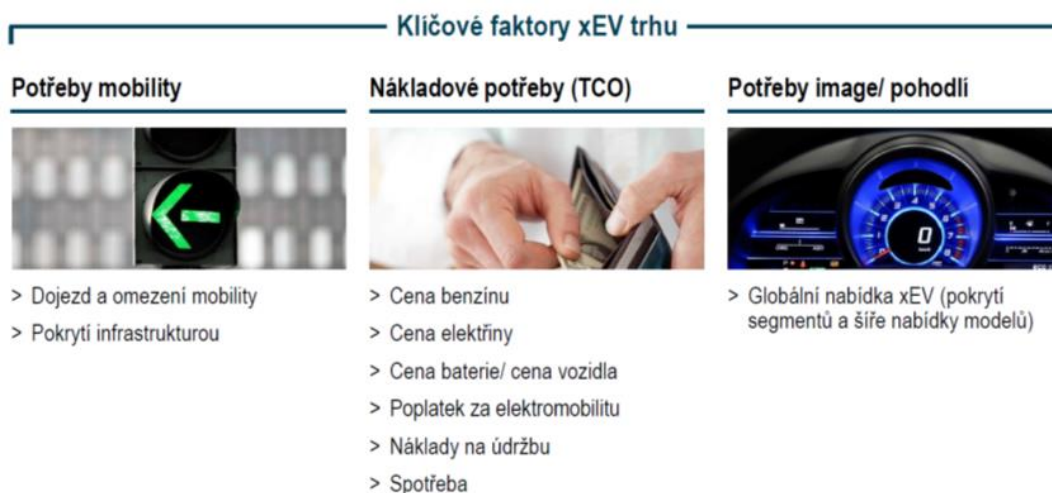 Klíčové faktory xEV trhu
Potřeby mobility
> Dojezd a omezení mobility
> Pokrytí infrastrukturou
Nákladové potřeby (TCO)
> Cena benzínu
> Cena elektřiny
> Cena baterie/ cena vozidla
> Poplatek za elektromobilitu
> Náklady na údržbu
> Spotřeba
Potřeby image/ pohodlí
0
> Globální nabídka xEV (pokrytí
segmentů a šíře nabídky modelů)